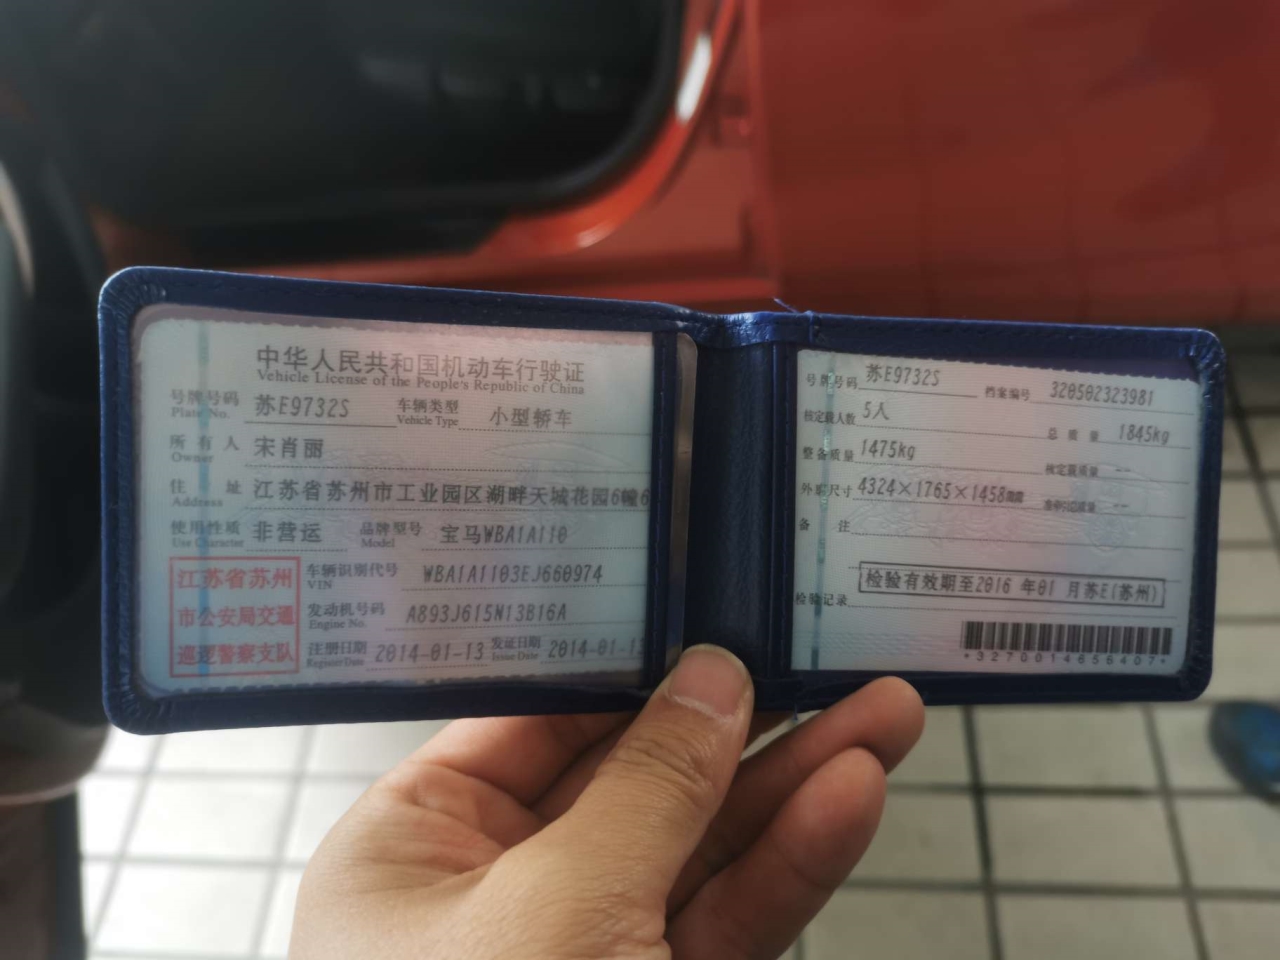 中华人民共和国机动车行驶证
Vehicle License of the People's Republic of China
号牌号码 苏E9732S 车辆类型 小型轿车
Plate No. Vehicle Type
所有人 宋肖丽
Owner
住址 江苏省苏州市工业园区湖畔天城花园6幢6
Address
使用性质 非营运 品牌型号 宝马WBA1A110
Use Character Model
江苏省苏州
市公安局交通
巡逻警察支队
车辆识别代号 WBA1A1103EJ660974
VIN
发动机号码 A893J615N13B16A
Engine No.
注册日期 2014-01-13 发证日期 2014-01-13
Register Date Issue Date
号牌号码 苏E9732S 档案编号 320502323981
核定载人数 5人 总质量 1845kg
整备质量 1475kg 核定载质量 --
外廓尺寸 4324×1765×1458mm 准牵引总质量 --
备注
检验有效期至2016年01月苏E(苏州)
检验记录
*3270014656407*